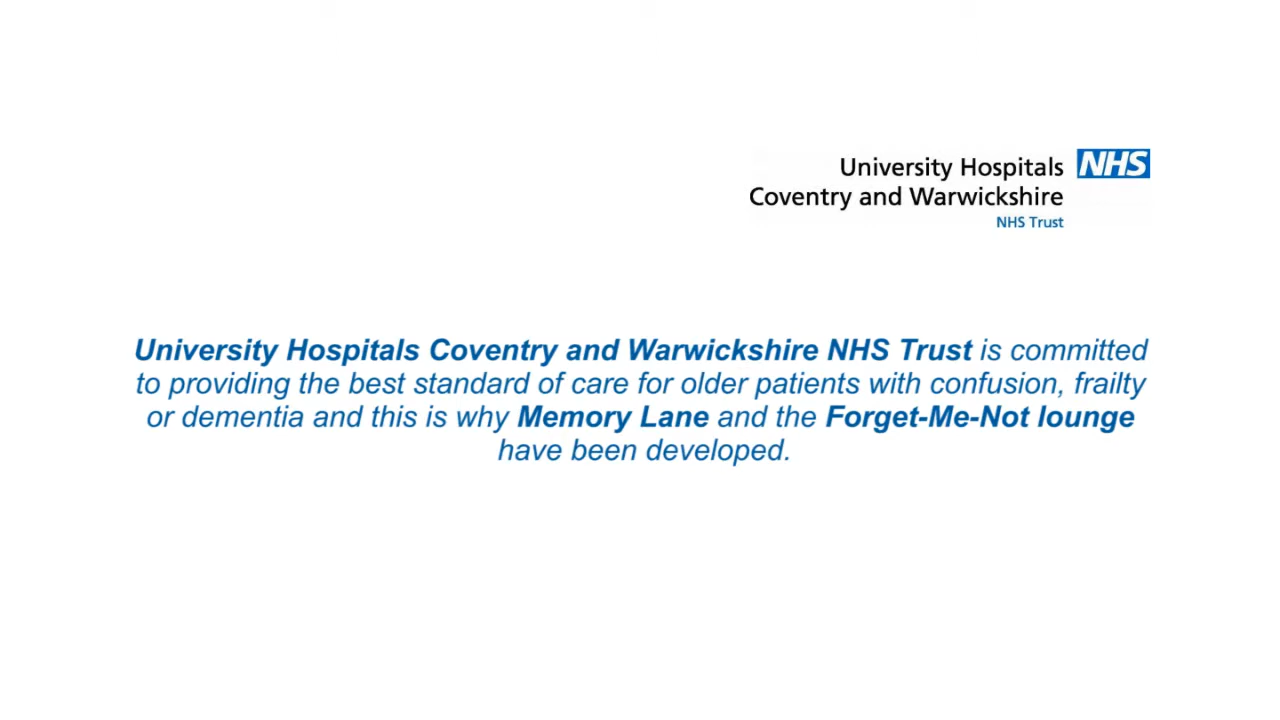 University Hospitals NHS
Coventry and Warwickshire
NHS Trust
University Hospitals Coventry and Warwickshire NHS Trust is committed
to providing the best standard of care for older patients with confusion, frailty
or dementia and this is why Memory Lane and the Forget-Me-Not lounge
have been developed.